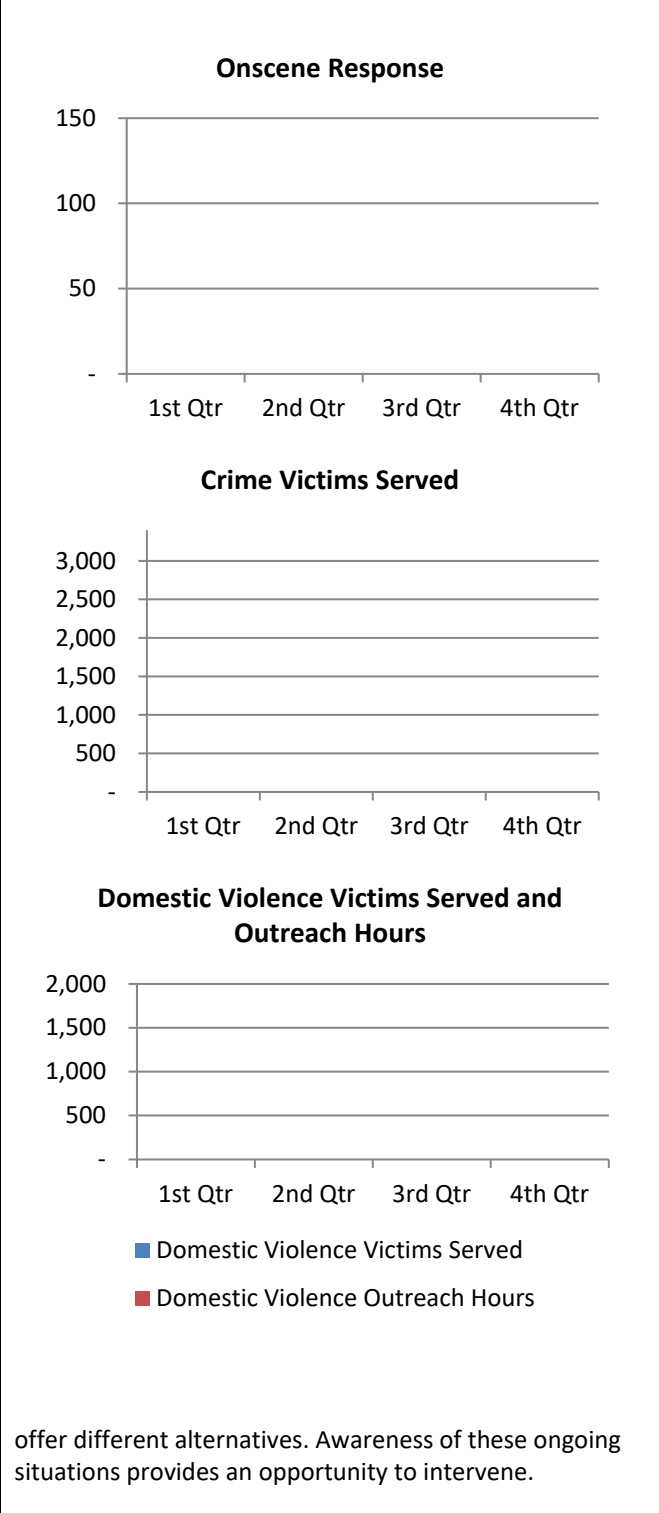 Onscene Response
150
100
50
-
1st Qtr 2nd Qtr 3rd Qtr 4th Qtr
Crime Victims Served
3,000
2,500
2,000
1,500
1,000
500
-
1st Qtr 2nd Qtr 3rd Qtr 4th Qtr
Domestic Violence Victims Served and
Outreach Hours
2,000
1,500
1,000
500
-
1st Qtr 2nd Qtr 3rd Qtr 4th Qtr
Domestic Violence Victims Served
Domestic Violence Outreach Hours
offer different alternatives. Awareness of these ongoing
situations provides an opportunity to intervene.